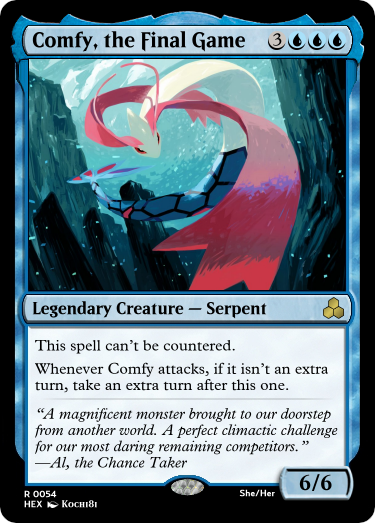 Comfy, the Final Game 3
Legendary Creature — Serpent
This spell can't be countered.
Whenever Comfy attacks, if it isn't an extra
turn, take an extra turn after this one.
“A magnificent monster brought to our doorstep
from another world. A perfect climactic challenge
for our most daring remaining competitors.”
—Al, the Chance Taker
6/6
R 0054
HEX Kochi81
She/Her